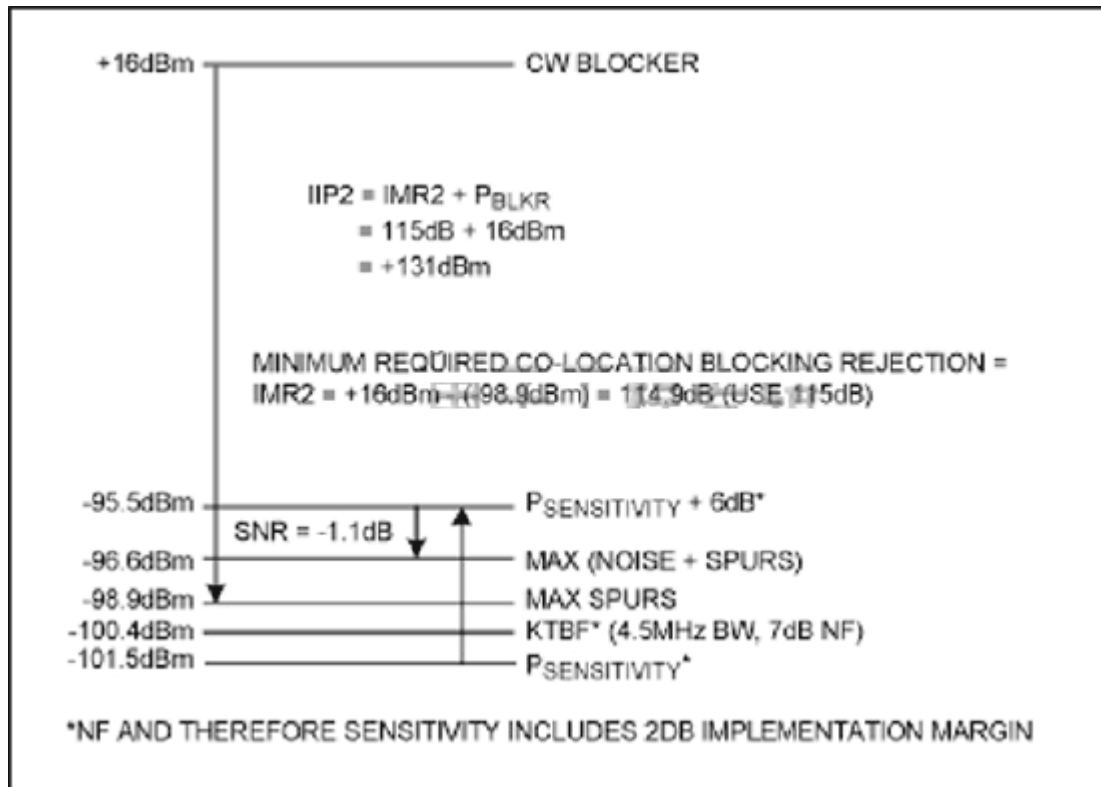 +16dBm CW BLOCKER
IIP2 = IMR2 + PBLKR
= 115dB + 16dBm
= +131dBm
MINIMUM REQUIRED CO-LOCATION BLOCKING REJECTION =
IMR2 = +16dBm - (-98.9dBm) = 114.9dB (USE 115dB)
-95.5dBm PSENSITIVITY + 6dB*
SNR = -1.1dB
-96.6dBm MAX (NOISE + SPURS)
-98.9dBm MAX SPURS
-100.4dBm KTBF* (4.5MHz BW, 7dB NF)
-101.5dBm PSENSITIVITY*
*NF AND THEREFORE SENSITIVITY INCLUDES 2DB IMPLEMENTATION MARGIN